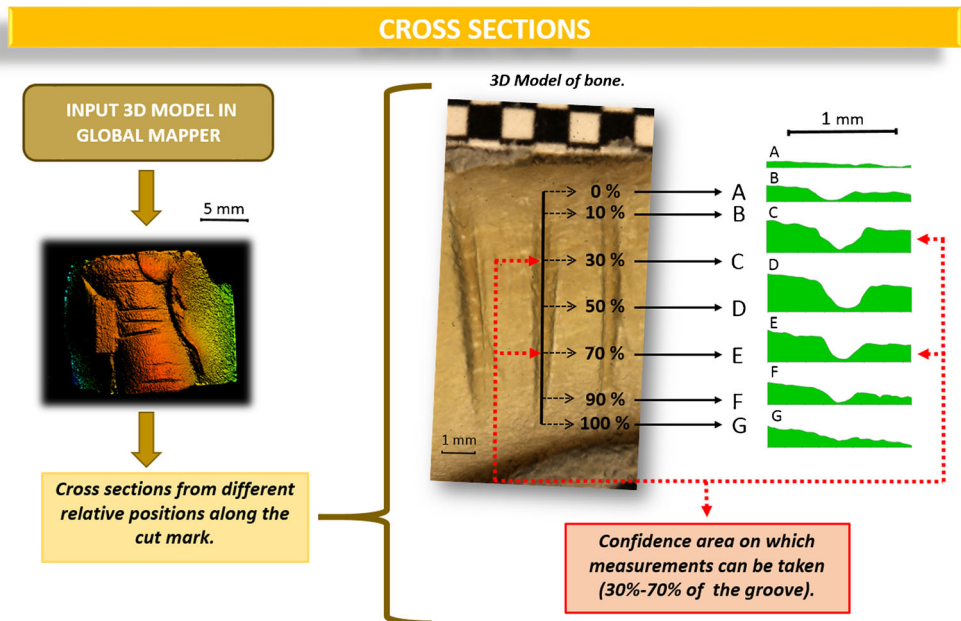 CROSS SECTIONS
INPUT 3D MODEL IN
GLOBAL MAPPER
5 mm
Cross sections from different
relative positions along the
cut mark.
3D Model of bone.
0 %
10 %
30 %
50 %
70 %
90 %
100 %
1 mm
A
B
C
D
E
F
G
1 mm
A
B
C
D
E
F
G
Confidence area on which
measurements can be taken
(30%-70% of the groove).